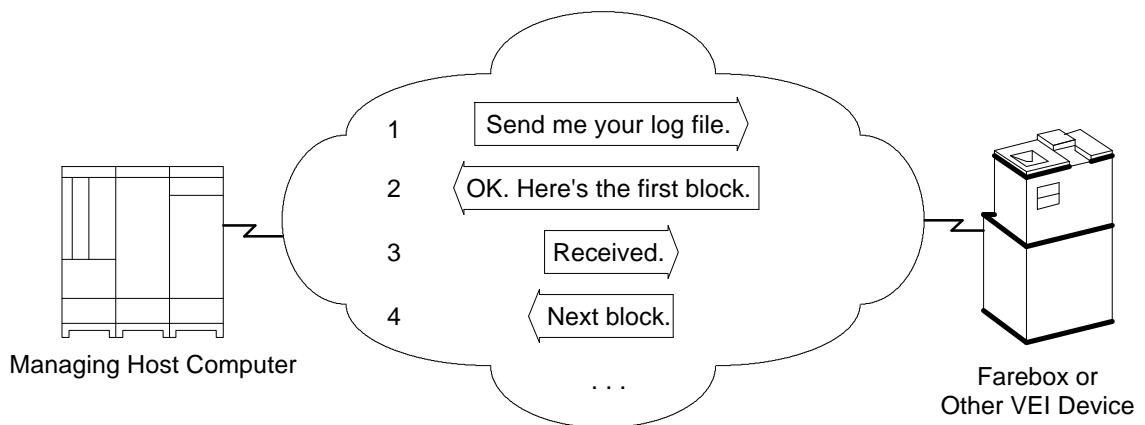 1 Send me your log file.
2 OK. Here's the first block.
3 Received.
4 Next block.
. . .
Managing Host Computer
Farebox or
Other VEI Device